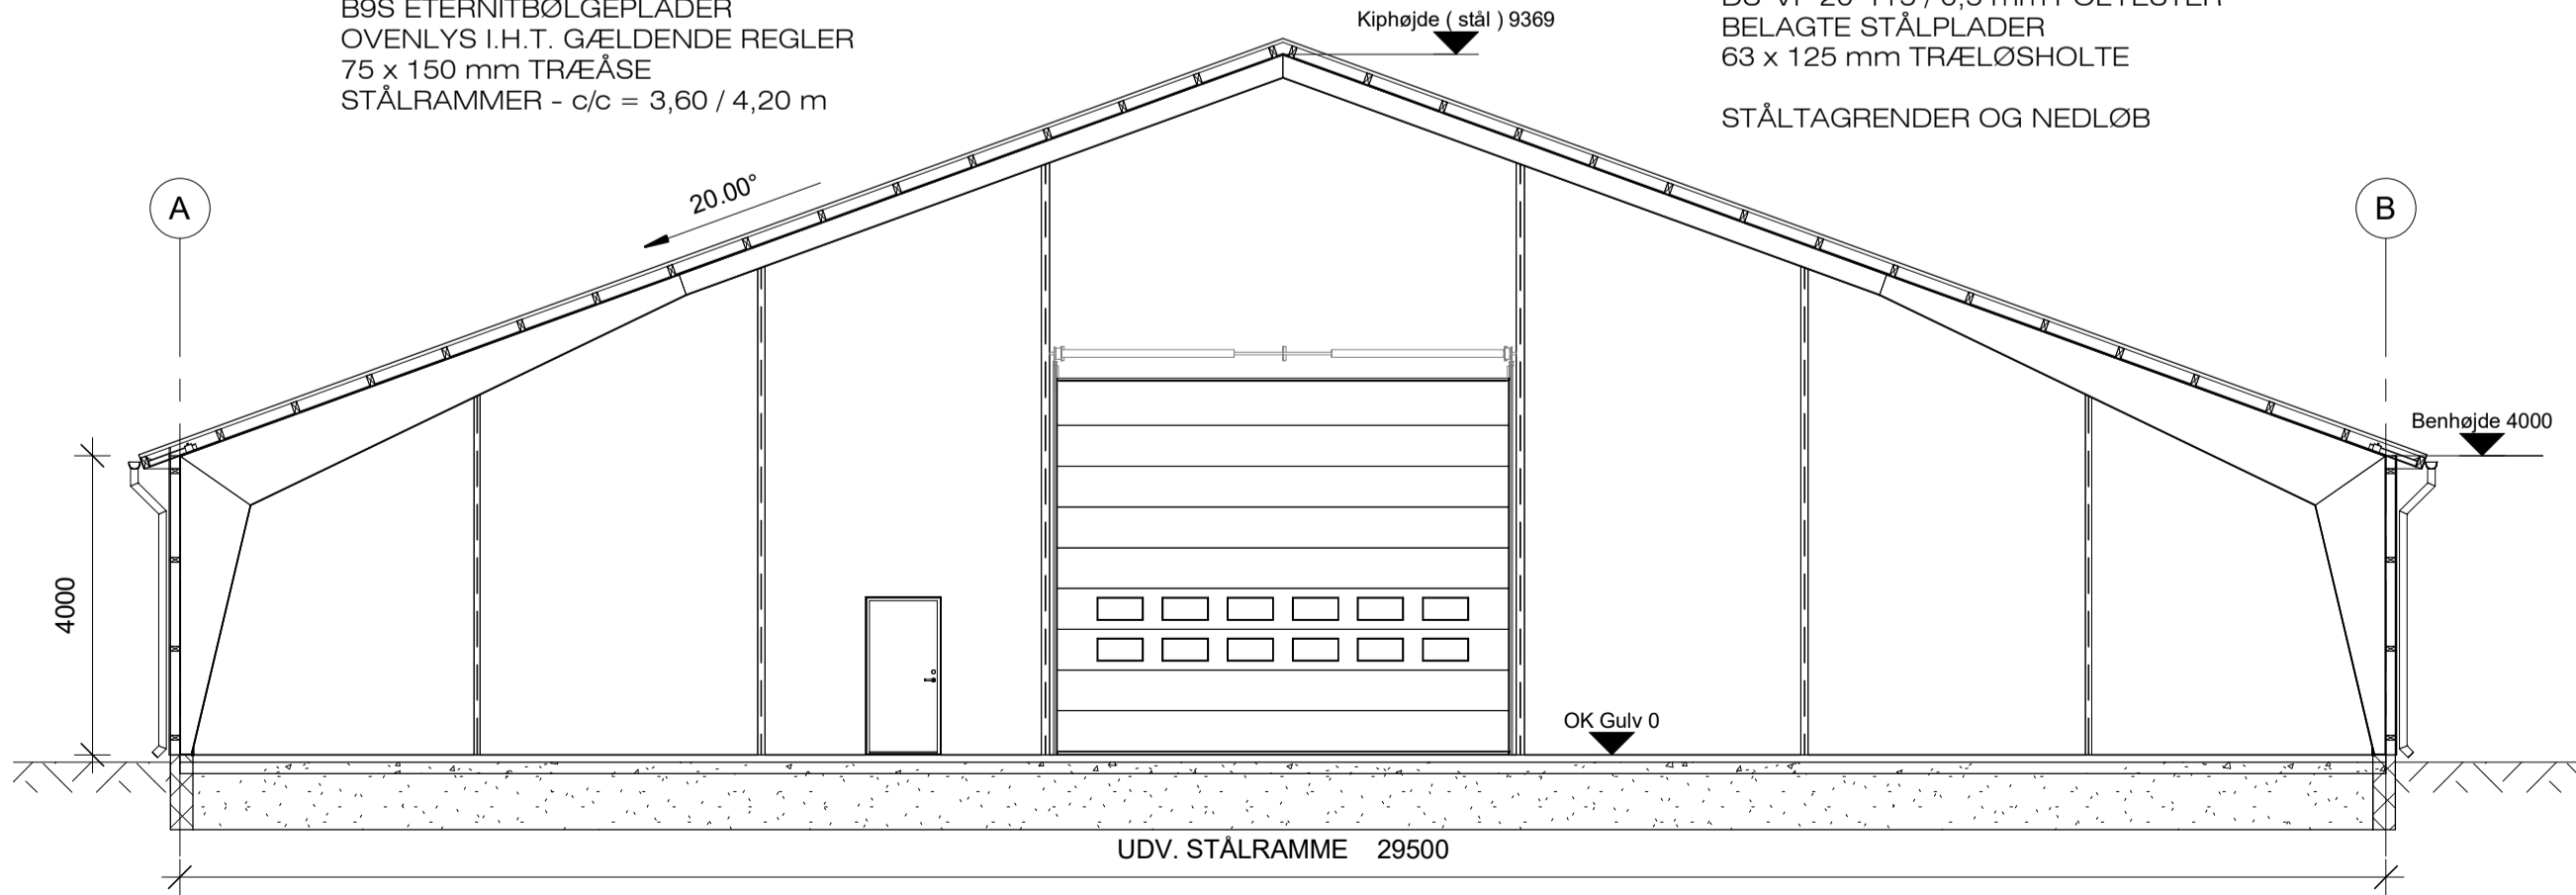 B9S ETERNITBØLGEPLADER
OVENLYS I.H.T. GÆLDENDE REGLER
75 x 150 mm TRÆÅSE
STÅLRAMMER - c/c = 3,60 / 4,20 m
Kiphøjde ( stål ) 9369
BELAGTE STÅLPLADER
63 x 125 mm TRÆLØSHOLTE
STÅLTAGRENDER OG NEDLØB
20.00°
A
B
Benhøjde 4000
4000
OK Gulv 0
UDV. STÅLRAMME 29500